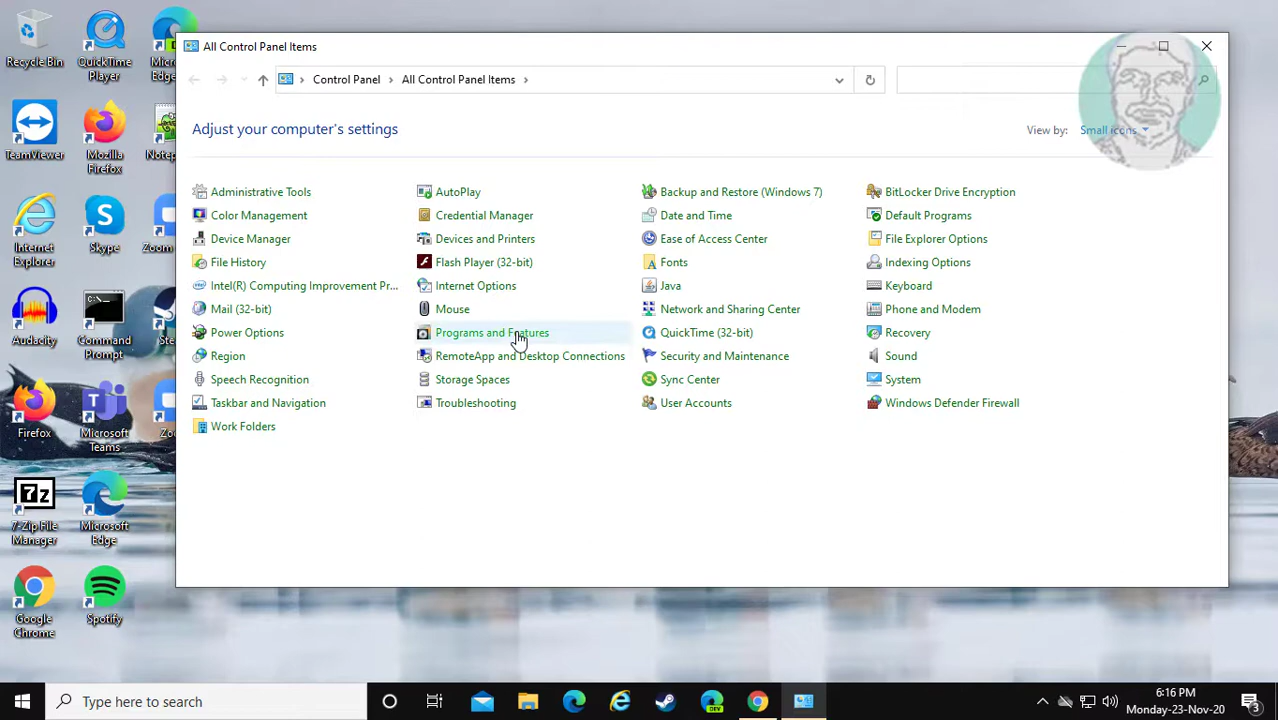 Recycle Bin
QuickTime Player
TeamViewer
Mozilla Firefox
Internet Explorer
Skype
Zoom
Audacity
Command Prompt
Firefox
Microsoft Teams
7-Zip File Manager
Microsoft Edge
Google Chrome
Spotify
All Control Panel Items
Control Panel > All Control Panel Items >
Adjust your computer's settings
View by: Small icons
Administrative Tools
AutoPlay
Backup and Restore (Windows 7)
BitLocker Drive Encryption
Color Management
Credential Manager
Date and Time
Default Programs
Device Manager
Devices and Printers
Ease of Access Center
File Explorer Options
File History
Flash Player (32-bit)
Fonts
Indexing Options
Intel(R) Computing Improvement Pr...
Internet Options
Java
Keyboard
Mail (32-bit)
Mouse
Network and Sharing Center
Phone and Modem
Power Options
Programs and Features
QuickTime (32-bit)
Recovery
Region
RemoteApp and Desktop Connections
Security and Maintenance
Sound
Speech Recognition
Storage Spaces
Sync Center
System
Taskbar and Navigation
Troubleshooting
User Accounts
Windows Defender Firewall
Work Folders
Type here to search
DEV
6:16 PM
Monday-23-Nov-20
3